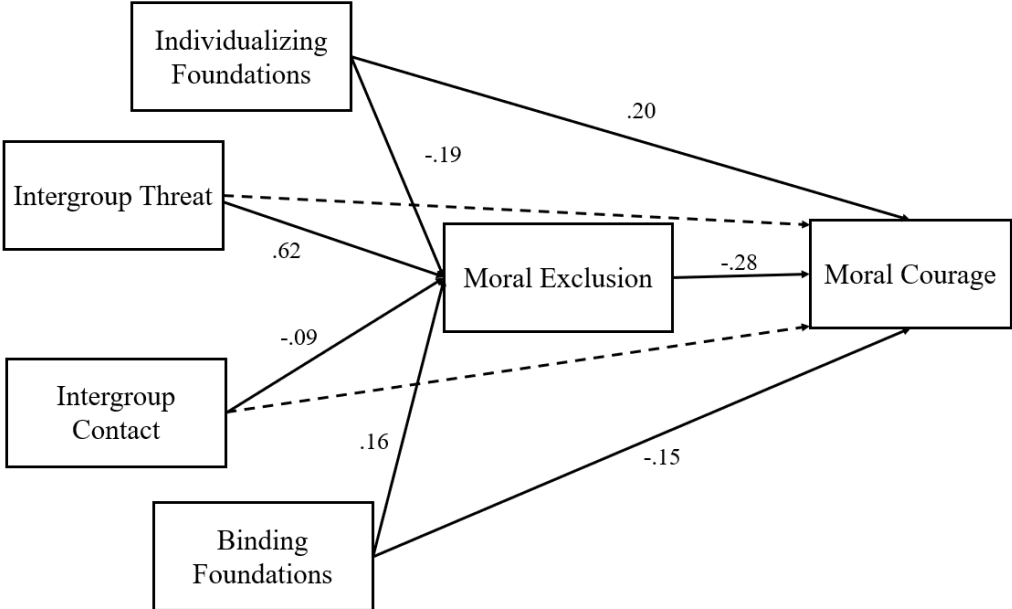 Individualizing
Foundations
.20
-.19
Intergroup Threat
.62
Moral Exclusion
-.28
Moral Courage
-.09
Intergroup
Contact
.16
-.15
Binding
Foundations